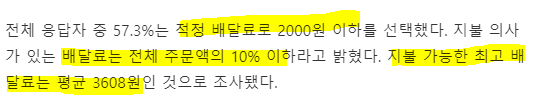 전체 응답자 중 57.3%는 적정 배달료로 2000원 이하를 선택했다. 지불 의사
가 있는 배달료는 전체 주문액의 10% 이하라고 밝혔다. 지불 가능한 최고 배
달료는 평균 3608원인 것으로 조사됐다.